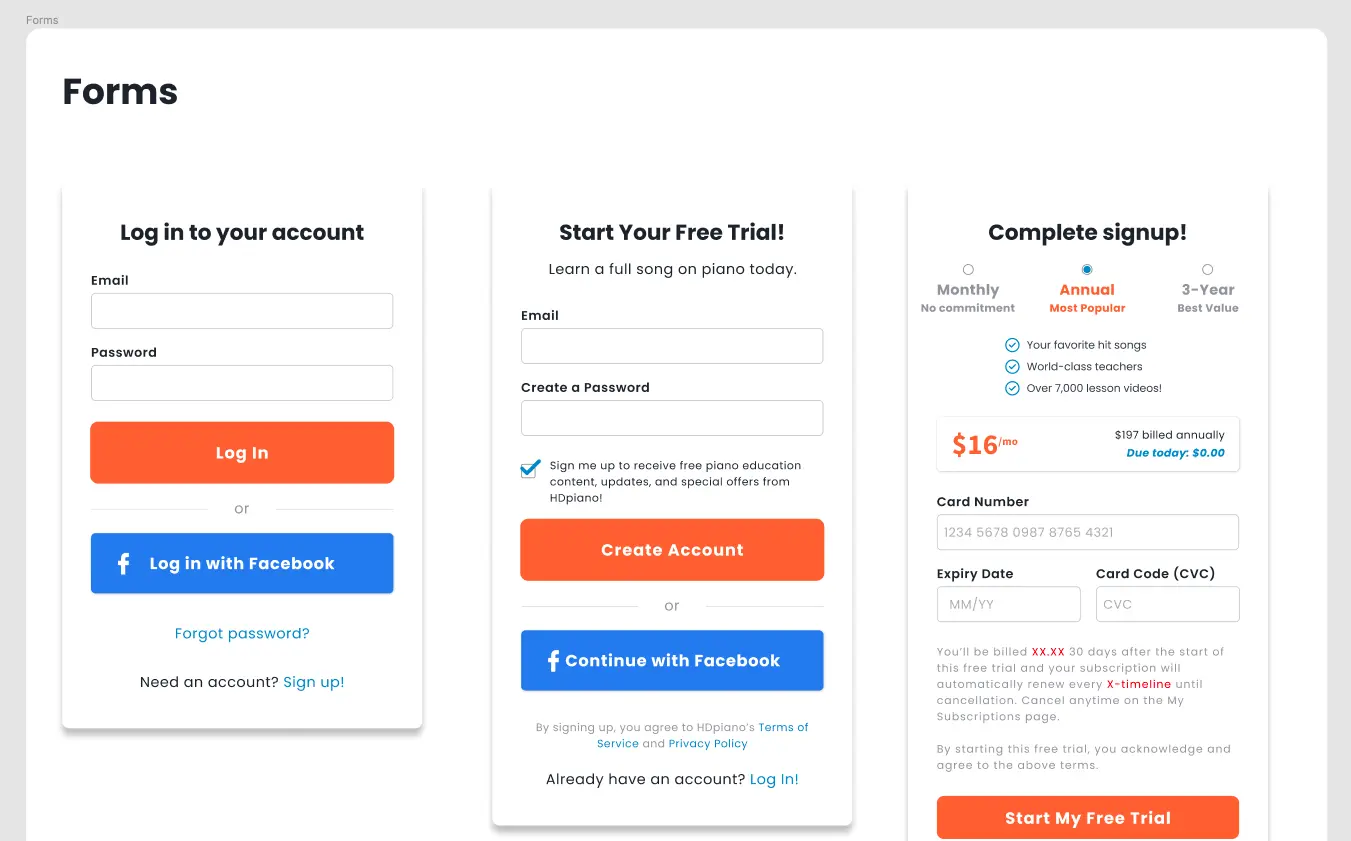 Forms
Forms
Log in to your account
Email
Password
Log In
or
Log in with Facebook
Forgot password?
Need an account? Sign up!
Start Your Free Trial!
Learn a full song on piano today.
Email
Create a Password
Sign me up to receive free piano education
content, updates, and special offers from
HDpiano!
Create Account
or
Continue with Facebook
By signing up, you agree to HDpiano's Terms of
Service and Privacy Policy
Already have an account? Log In!
Complete signup!
Monthly
No commitment
Annual
Most Popular
3-Year
Best Value
Your favorite hit songs
World-class teachers
Over 7,000 lesson videos!
$16/mo
$197 billed annually
Due today: $0.00
Card Number
1234 5678 0987 8765 4321
Expiry Date
MM/YY
Card Code (CVC)
CVC
You'll be billed XX.XX 30 days after the start of
this free trial and your subscription will
automatically renew every X-timeline until
cancellation. Cancel anytime on the My
Subscriptions page.
By starting this free trial, you acknowledge and
agree to the above terms.
Start My Free Trial